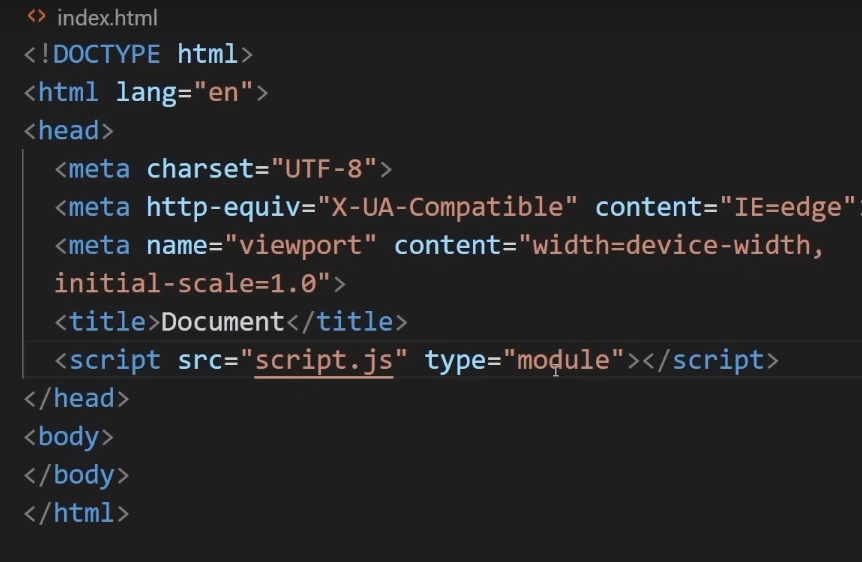 <> index.html
<!DOCTYPE html>
<html lang="en">
<head>
<meta charset="UTF-8">
<meta http-equiv="X-UA-Compatible" content="IE=edge"
<meta name="viewport" content="width=device-width,
initial-scale=1.0">
<title>Document</title>
<script src="script.js" type="module"></script>
</head>
<body>
</body>
</html>